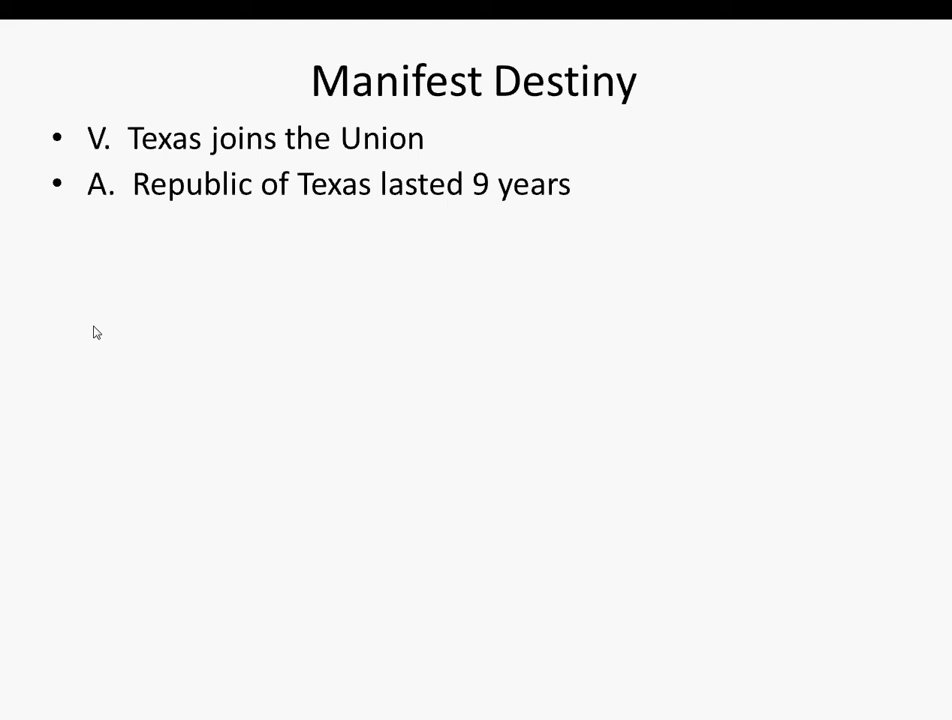 Manifest Destiny
• V. Texas joins the Union
• A. Republic of Texas lasted 9 years